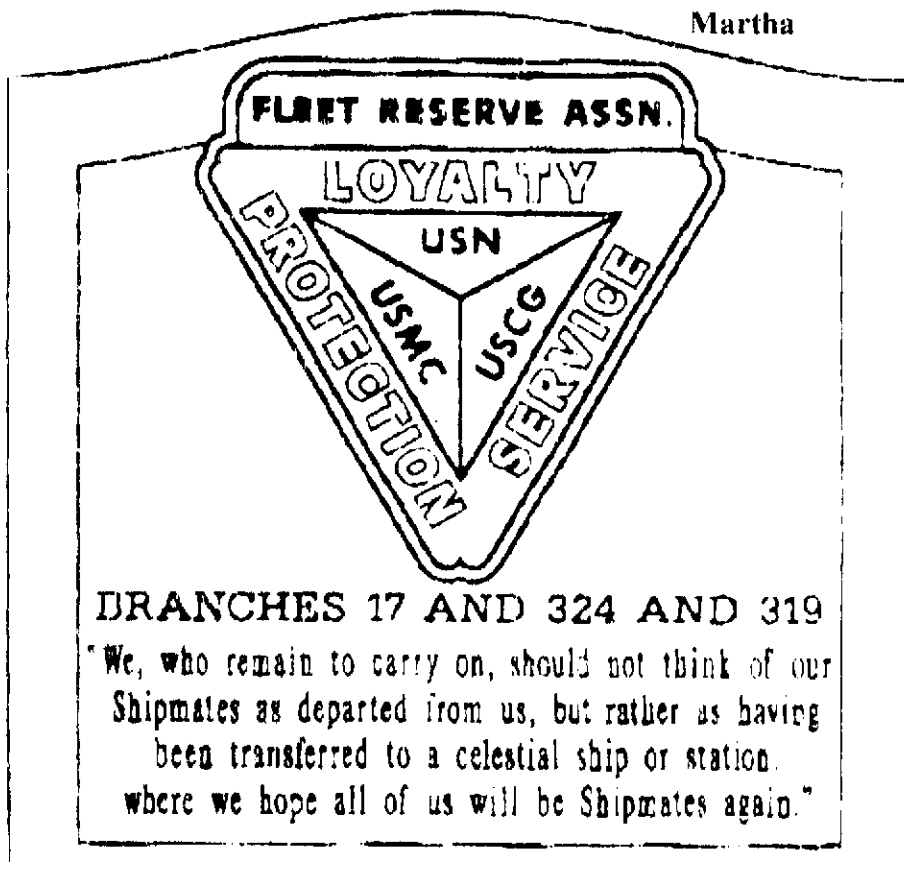 Martha
FLEET RESERVE ASSN.
LOYALTY
PROTECTION
SERVICE
USN
USMC
USCG
BRANCHES 17 AND 324 AND 319
"We, who remain to carry on, should not think of our
Shipmates as departed from us, but rather as having
been transferred to a celestial ship or station.
where we hope all of us will be Shipmates again."